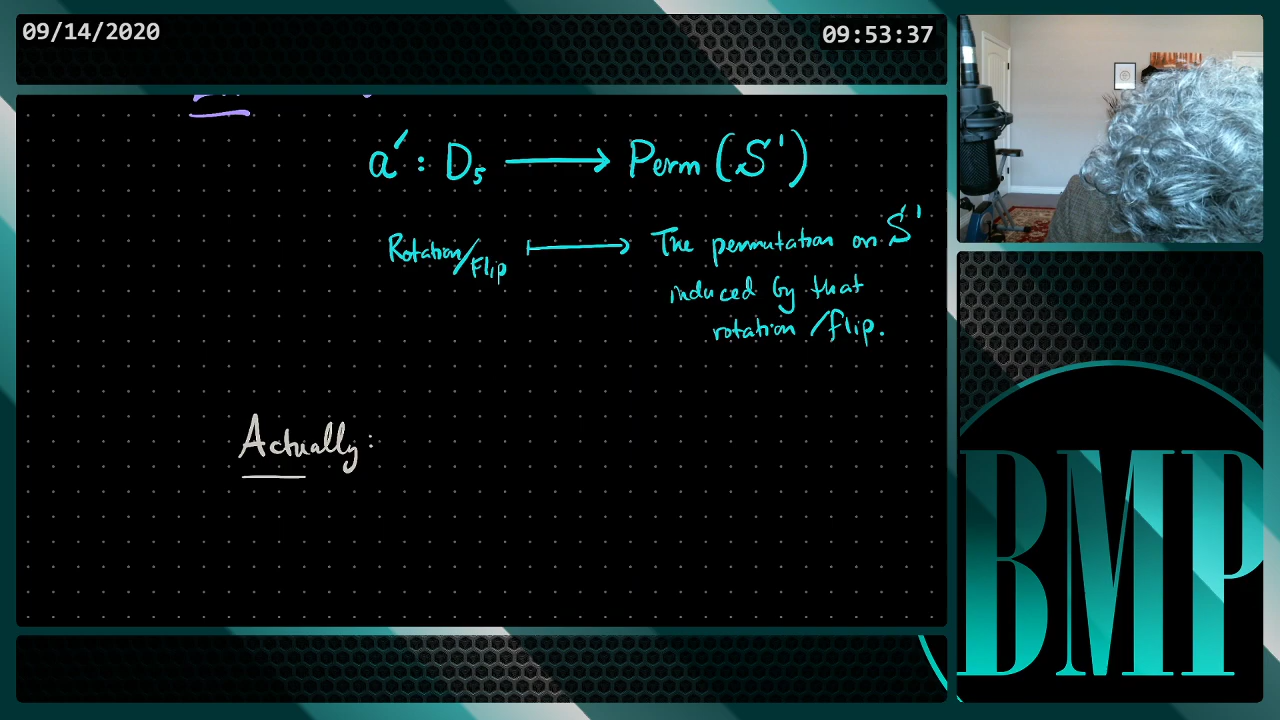 09/14/2020
09:53:37
a′ : D₅ ⟶ Perm (S′)
Rotation/Flip ⟼ The permutation on S′
induced by that
rotation/flip.
Actually:
BMP